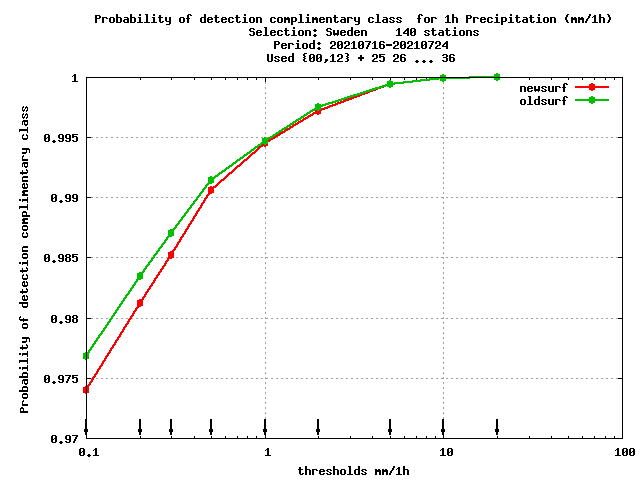 Probability of detection complimentary class  for 1h Precipitation (mm/1h)
Selection: Sweden    140 stations
Period: 20210716-20210724
Used {00,12} + 25 26 ... 36
newsurf
oldsurf
Probability of detection complimentary class
1
0.995
0.99
0.985
0.98
0.975
0.97
0.1
1
10
100
thresholds mm/1h